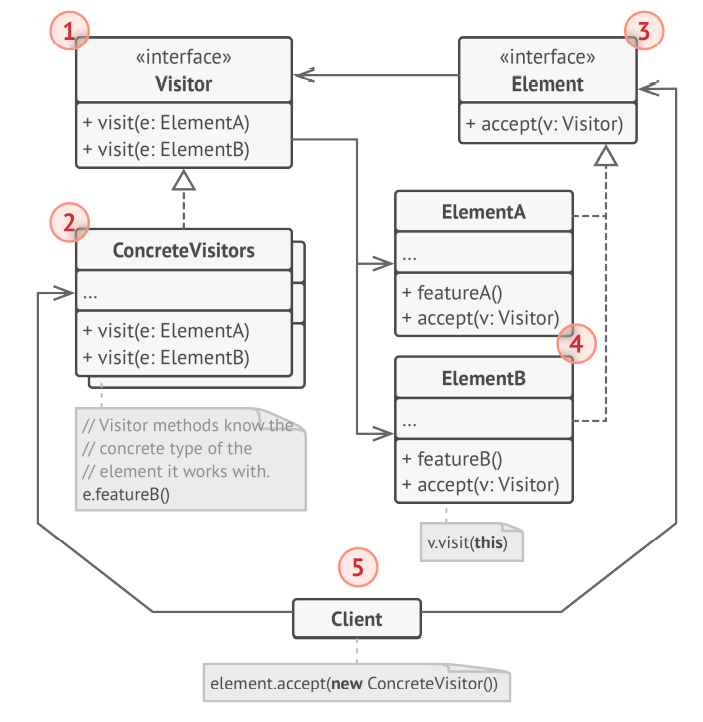 1
«interface»
Visitor
+ visit(e: ElementA)
+ visit(e: ElementB)
3
«interface»
Element
+ accept(v: Visitor)
2
ConcreteVisitors
...
+ visit(e: ElementA)
+ visit(e: ElementB)
// Visitor methods know the
// concrete type of the
// element it works with.
e.featureB()
ElementA
...
+ featureA()
+ accept(v: Visitor)
4
ElementB
...
+ featureB()
+ accept(v: Visitor)
v.visit(this)
5
Client
element.accept(new ConcreteVisitor())